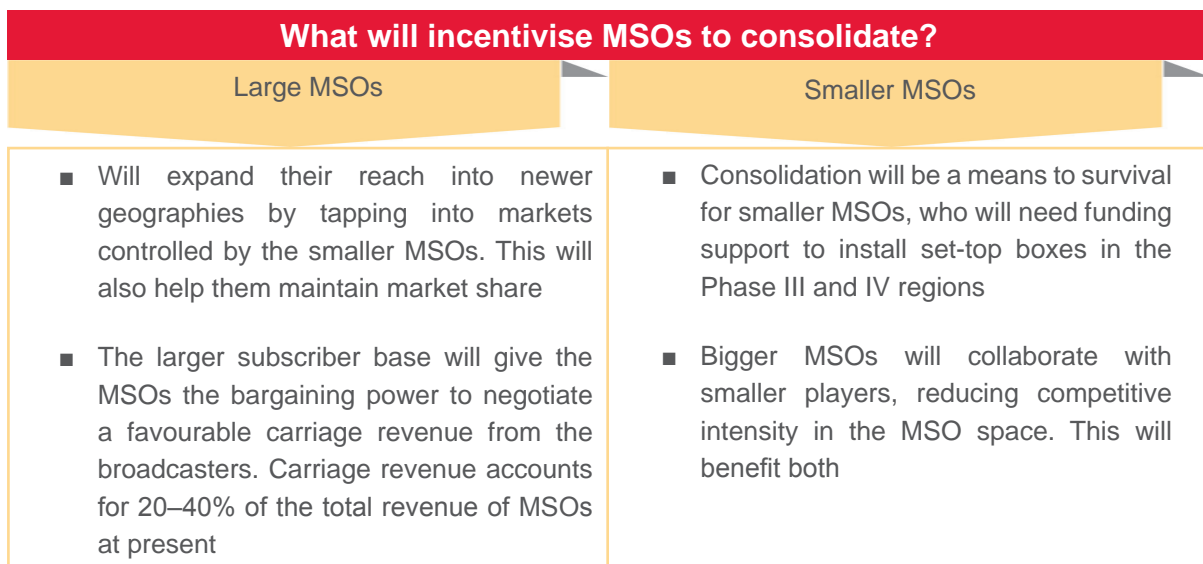 What will incentivise MSOs to consolidate?
Large MSOs
Smaller MSOs
■ Will expand their reach into newer
geographies by tapping into markets
controlled by the smaller MSOs. This will
also help them maintain market share
■ The larger subscriber base will give the
MSOs the bargaining power to negotiate
a favourable carriage revenue from the
broadcasters. Carriage revenue accounts
for 20–40% of the total revenue of MSOs
at present
■ Consolidation will be a means to survival
for smaller MSOs, who will need funding
support to install set-top boxes in the
Phase III and IV regions
■ Bigger MSOs will collaborate with
smaller players, reducing competitive
intensity in the MSO space. This will
benefit both